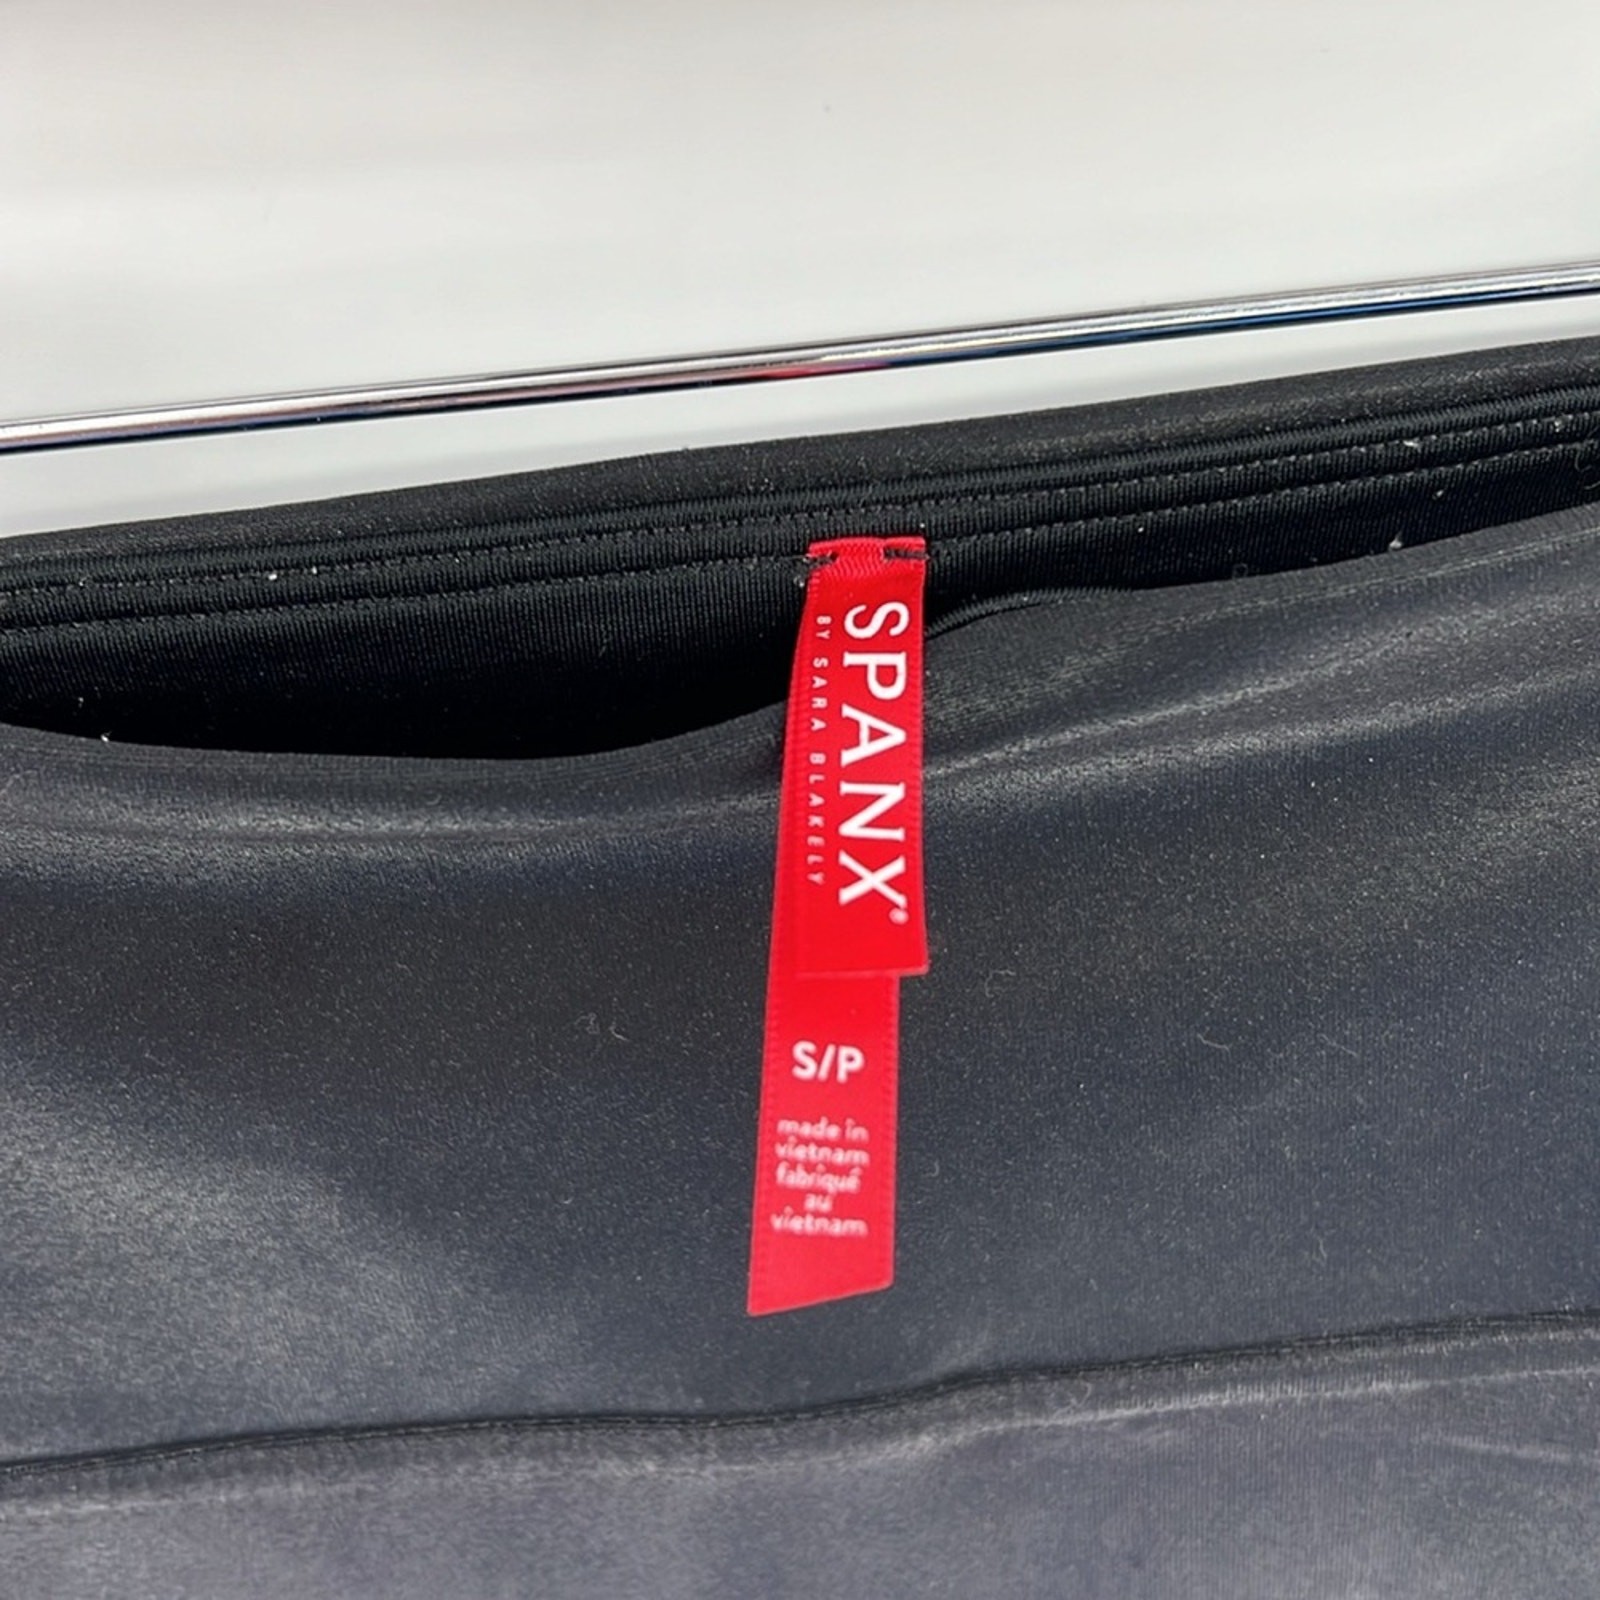 SPANX®
BY SARA BLAKELY
S/P
made in
vietnam
fabriqué
au
vietnam